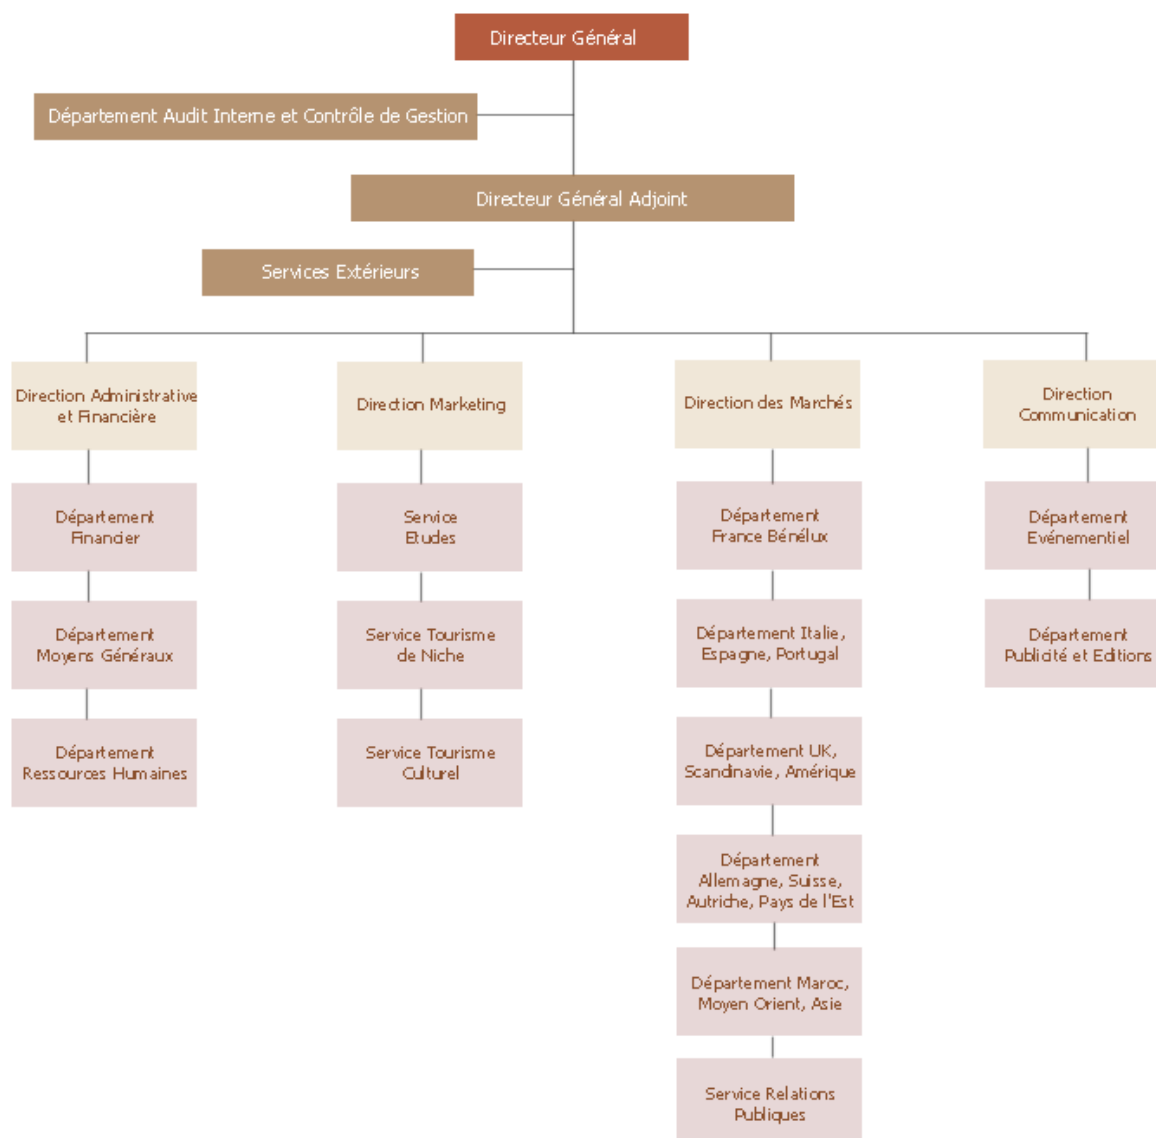 Directeur Général
Département Audit Interne et Contrôle de Gestion
Directeur Général Adjoint
Services Extérieurs
Direction Administrative
et Financière
Direction Marketing
Direction des Marchés
Direction
Communication
Département
Financier
Service
Etudes
Département
France Bénélux
Département
Evénementiel
Département
Moyens Généraux
Service Tourisme
de Niche
Département Italie,
Espagne, Portugal
Département
Publicité et Editions
Département
Ressources Humaines
Service Tourisme
Culturel
Département UK,
Scandinavie, Amérique
Département
Allemagne, Suisse,
Autriche, Pays de l'Est
Département Maroc,
Moyen Orient, Asie
Service Relations
Publiques